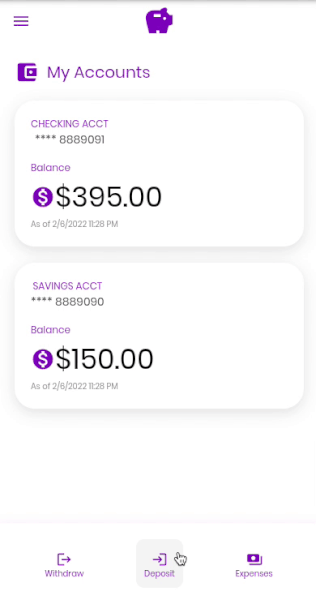 My Accounts
CHECKING ACCT
**** 8889091
Balance
$395.00
As of 2/6/2022 11:28 PM
SAVINGS ACCT
**** 8889090
Balance
$150.00
As of 2/6/2022 11:28 PM
Withdraw
Deposit
Expenses